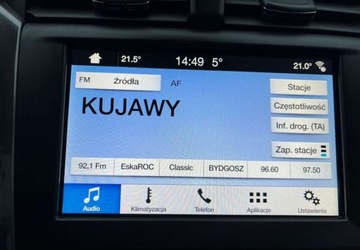 21.5° 14:49 5° 21.0°
FM Źródła AF
Stacje
KUJAWY
Częstotliwość
Inf. drog. (TA)
Zap. stacje
92,1 Fm EskaROC Classic BYDGOSZ 96.60 97.50
Audio Klimatyzacja Telefon Aplikacje Ustawienia